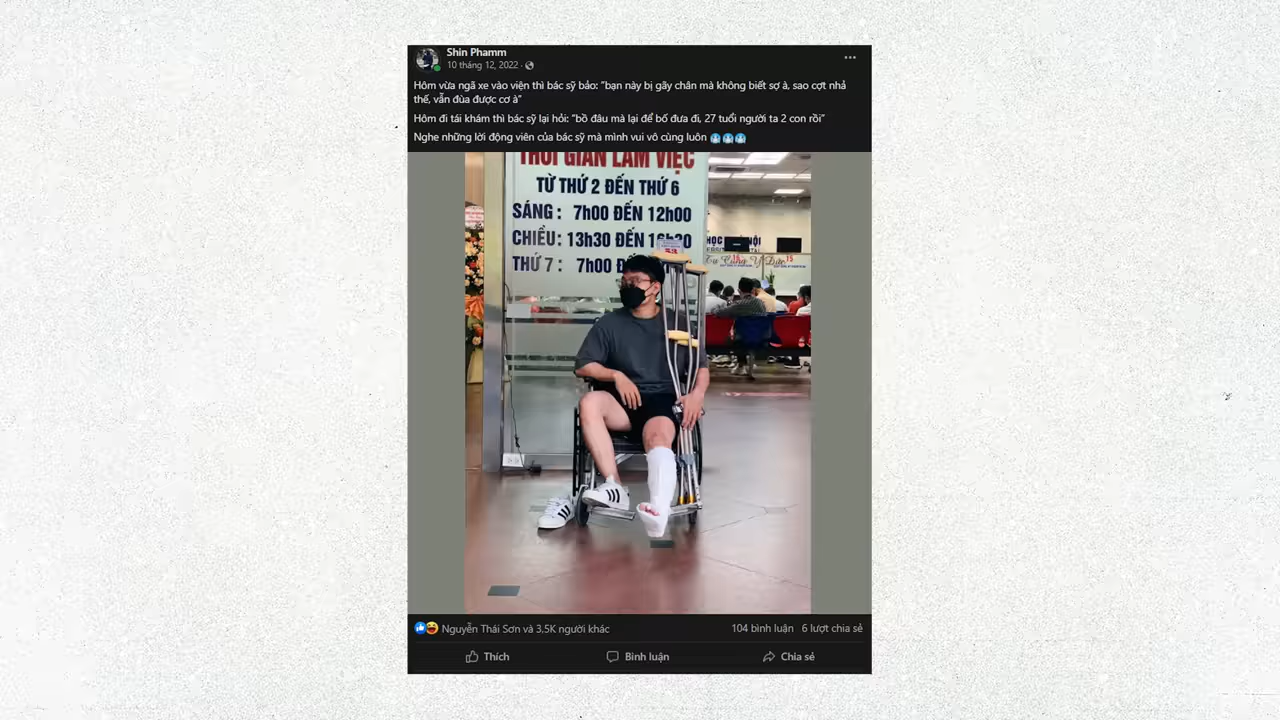 Shin Phamm
10 tháng 12, 2022
Hôm vừa ngã xe vào viện thì bác sỹ bảo: "bạn này bị gãy chân mà không biết sợ à, sao cợt nhả
thế, vẫn đùa được cơ à"
Hôm đi tái khám thì bác sỹ lại hỏi: "bồ đâu mà lại để bố đưa đi, 27 tuổi người ta 2 con rồi"
Nghe những lời động viên của bác sỹ mà mình vui vô cùng luôn
THỜI GIAN LÀM VIỆC
TỪ THỨ 2 ĐẾN THỨ 6
SÁNG : 7h00 ĐẾN 12h00
CHIỀU: 13h30 ĐẾN 16h30
THỨ 7 : 7h00
53
16
15
Nguyễn Thái Sơn và 3,5K người khác
104 bình luận 6 lượt chia sẻ
Thích
Bình luận
Chia sẻ